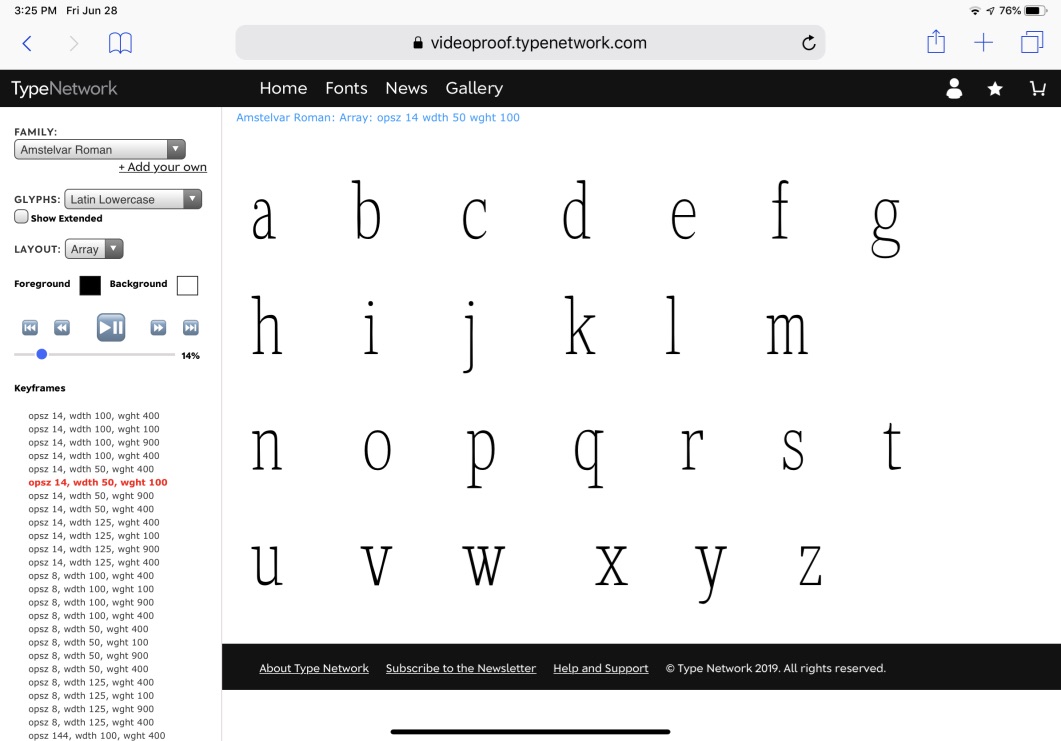 3:25 PM Fri Jun 28
76%
videoproof.typenetwork.com
TypeNetwork
Home Fonts News Gallery
FAMILY:
Amstelvar Roman
+ Add your own
GLYPHS: Latin Lowercase
Show Extended
LAYOUT: Array
Foreground Background
14%
Keyframes
opsz 14, wdth 100, wght 400
opsz 14, wdth 100, wght 100
opsz 14, wdth 100, wght 900
opsz 14, wdth 100, wght 400
opsz 14, wdth 50, wght 400
opsz 14, wdth 50, wght 100
opsz 14, wdth 50, wght 900
opsz 14, wdth 50, wght 400
opsz 14, wdth 125, wght 400
opsz 14, wdth 125, wght 100
opsz 14, wdth 125, wght 900
opsz 14, wdth 125, wght 400
opsz 8, wdth 100, wght 400
opsz 8, wdth 100, wght 100
opsz 8, wdth 100, wght 900
opsz 8, wdth 100, wght 400
opsz 8, wdth 50, wght 400
opsz 8, wdth 50, wght 100
opsz 8, wdth 50, wght 900
opsz 8, wdth 50, wght 400
opsz 8, wdth 125, wght 400
opsz 8, wdth 125, wght 100
opsz 8, wdth 125, wght 900
opsz 8, wdth 125, wght 400
opsz 144, wdth 100, wght 400
Amstelvar Roman: Array: opsz 14 wdth 50 wght 100
a b c d e f g
h i j k l m
n o p q r s t
u v w x y z
About Type Network Subscribe to the Newsletter Help and Support © Type Network 2019. All rights reserved.